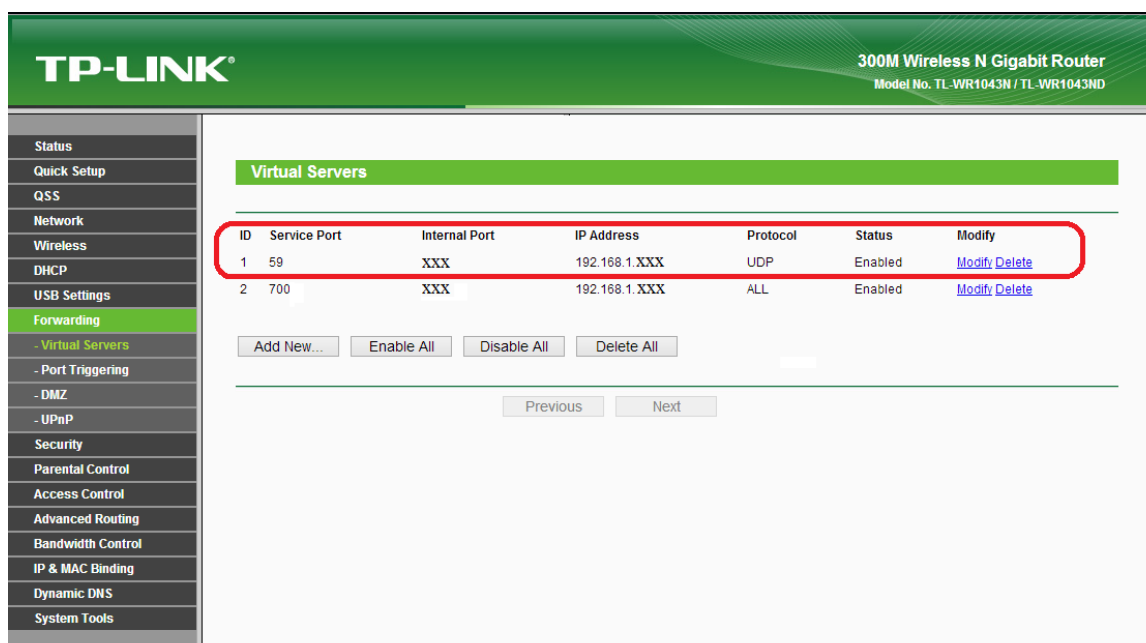 TP-LINK®
300M Wireless N Gigabit Router
Model No. TL-WR1043N / TL-WR1043ND
Status
Quick Setup
QSS
Network
Wireless
DHCP
USB Settings
Forwarding
- Virtual Servers
- Port Triggering
- DMZ
- UPnP
Security
Parental Control
Access Control
Advanced Routing
Bandwidth Control
IP & MAC Binding
Dynamic DNS
System Tools
Virtual Servers
ID Service Port Internal Port IP Address Protocol Status Modify
1 59 XXX 192.168.1.XXX UDP Enabled Modify Delete
2 700 XXX 192.168.1.XXX ALL Enabled Modify Delete
Add New... Enable All Disable All Delete All
Previous Next